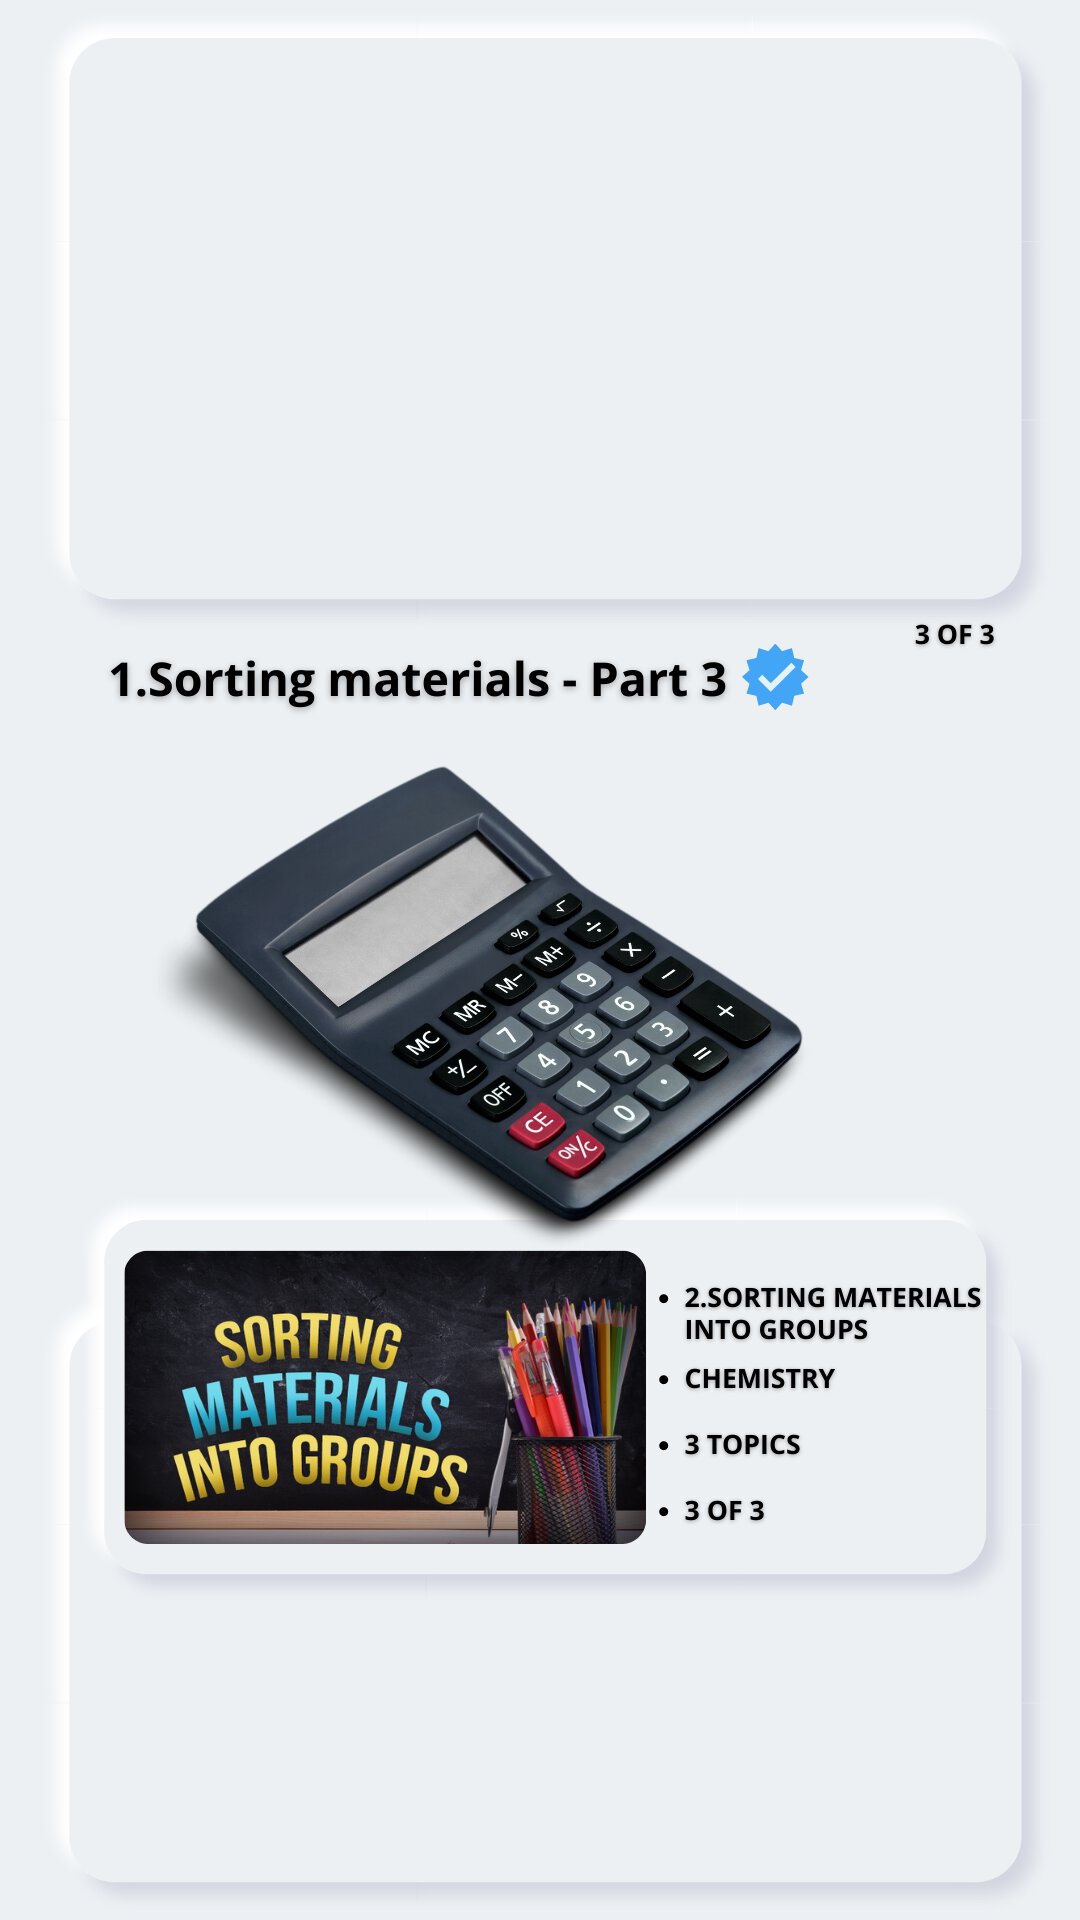 3 OF 3
1.Sorting materials - Part 3
√
% ÷
M+ ×
M− 9 −
MR 8 6 +
MC 7 5 3
+/− 4 2 =
OFF 1 .
CE 0
ON/C
SORTING
MATERIALS
INTO GROUPS
• 2.SORTING MATERIALS
INTO GROUPS
• CHEMISTRY
• 3 TOPICS
• 3 OF 3